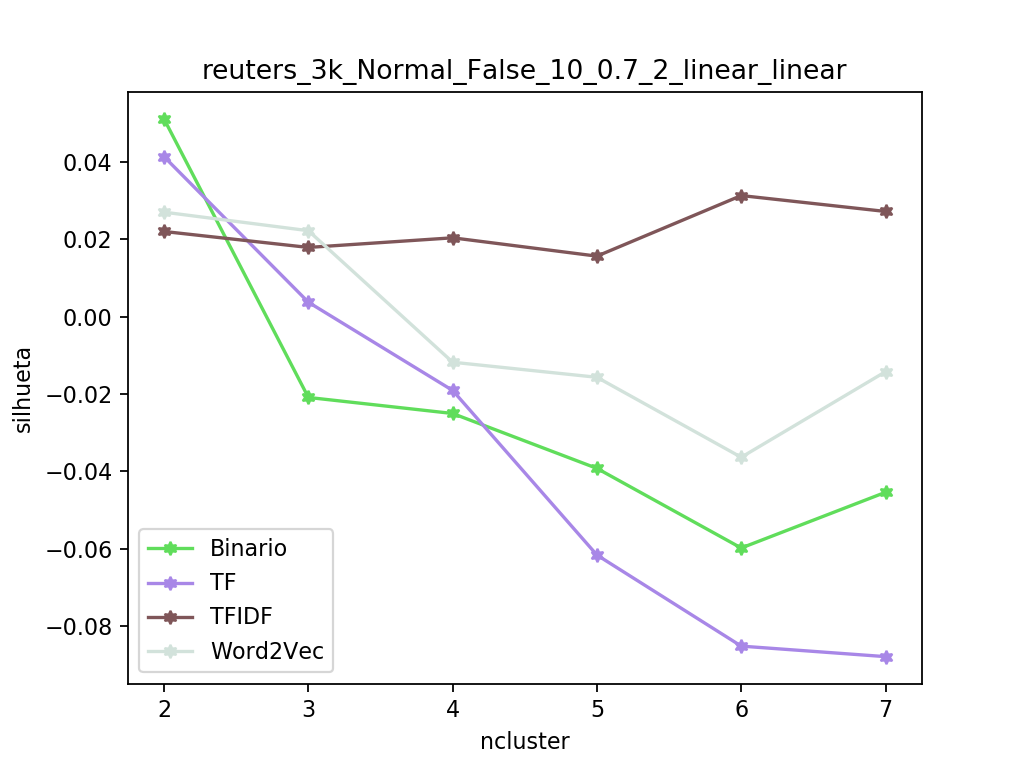 reuters_3k_Normal_False_10_0.7_2_linear_linear
silhueta
0.04
0.02
0.00
−0.02
−0.04
−0.06
−0.08
Binario
TF
TFIDF
Word2Vec
2 3 4 5 6 7
ncluster